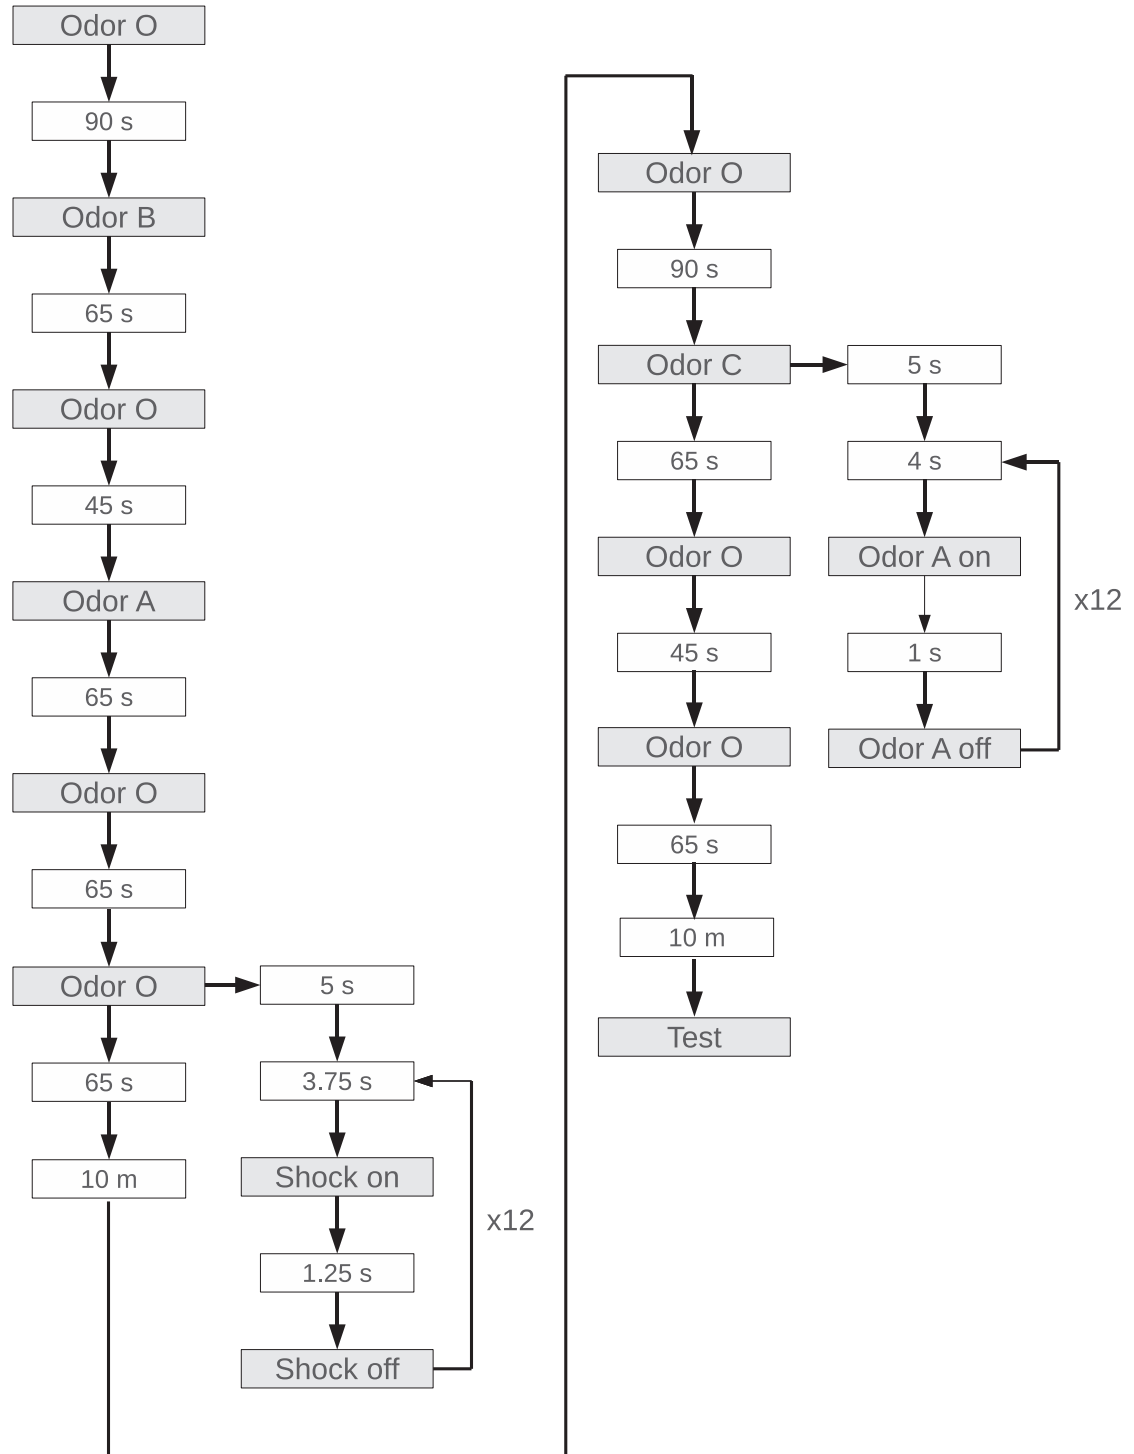 Odor O
90 s
Odor B
65 s
Odor O
45 s
Odor A
65 s
Odor O
65 s
Odor O
65 s
10 m
5 s
3.75 s
Shock on
1.25 s
Shock off
x12
Odor O
90 s
Odor C
65 s
Odor O
45 s
Odor O
65 s
10 m
Test
5 s
4 s
Odor A on
1 s
Odor A off
x12